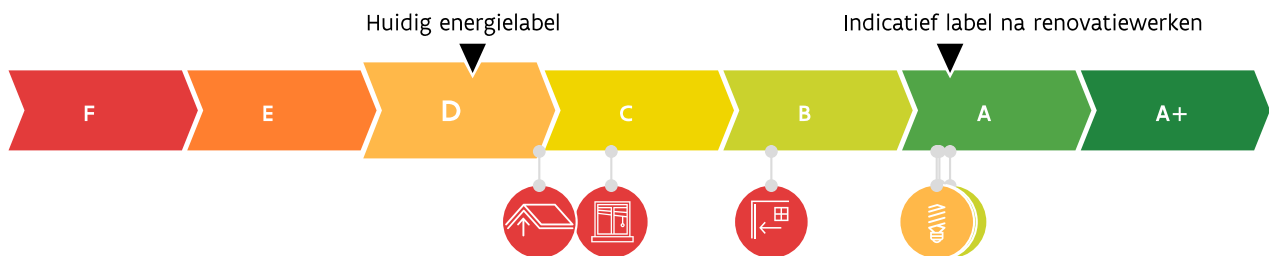 Huidig energielabel
Indicatief label na renovatiewerken
F
E
D
C
B
A
A+